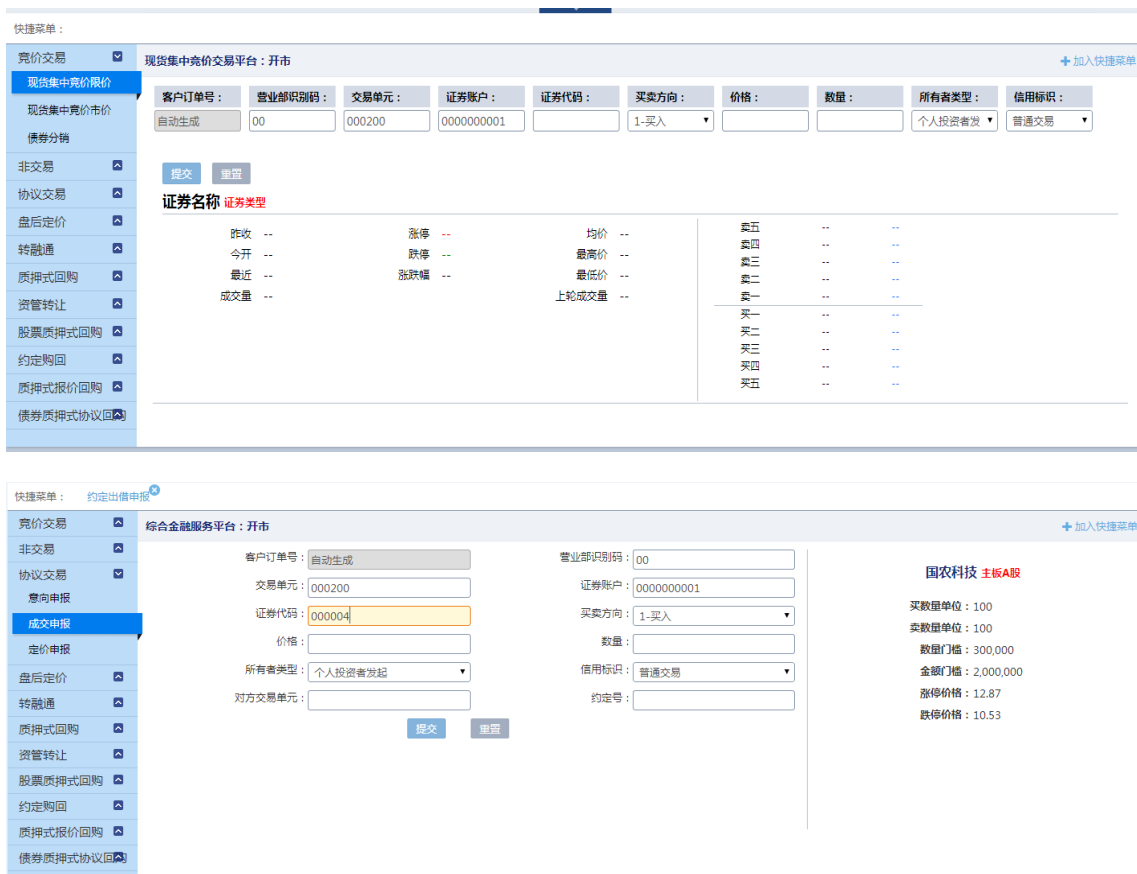 快捷菜单：
竞价交易
现货集中竞价限价
现货集中竞价市价
债券分销
非交易
协议交易
盘后定价
转融通
质押式回购
资管转让
股票质押式回购
约定购回
质押式报价回购
债券质押式协议回购
现货集中竞价交易平台：开市
加入快捷菜单
客户订单号： 营业部识别码： 交易单元： 证券账户： 证券代码： 买卖方向： 价格： 数量： 所有者类型： 信用标识：
自动生成 00 000200 0000000001 1-买入 个人投资者发 普通交易
提交 重置
证券名称 证券类型
昨收 -- 涨停 -- 均价 --
今开 -- 跌停 -- 最高价 --
最近 -- 涨跌幅 -- 最低价 --
成交量 -- 上轮成交量 --
卖五 -- --
卖四 -- --
卖三 -- --
卖二 -- --
卖一 -- --
买一 -- --
买二 -- --
买三 -- --
买四 -- --
买五 -- --
快捷菜单： 约定出借申报
竞价交易
非交易
协议交易
意向申报
成交申报
定价申报
盘后定价
转融通
质押式回购
资管转让
股票质押式回购
约定购回
质押式报价回购
债券质押式协议回购
综合金融服务平台：开市
加入快捷菜单
客户订单号： 自动生成 营业部识别码： 00
交易单元： 000200 证券账户： 0000000001
证券代码： 000004 买卖方向： 1-买入
价格： 数量：
所有者类型： 个人投资者发起 信用标识： 普通交易
对方交易单元： 约定号：
提交 重置
国农科技 主板A股
买数量单位：100
卖数量单位：100
数量门槛：300,000
金额门槛：2,000,000
涨停价格：12.87
跌停价格：10.53